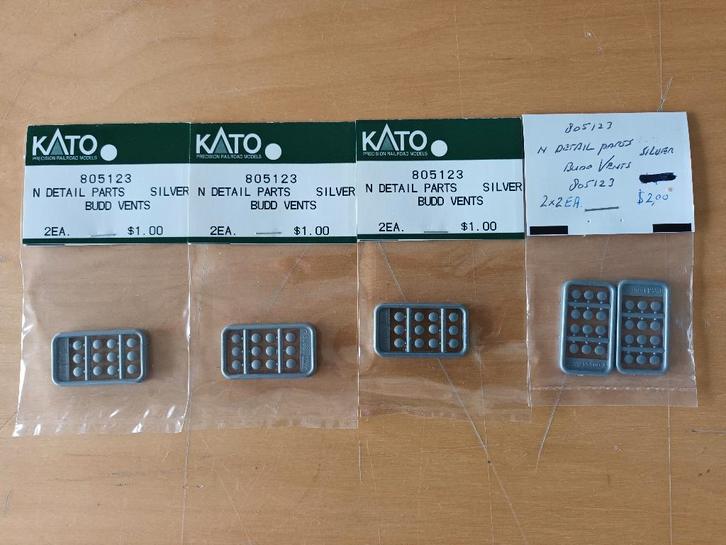 KATO
PRECISION RAILROAD MODELS
805123
N DETAIL PARTS SILVER
BUDD VENTS
2EA. $1.00
KATO
PRECISION RAILROAD MODELS
805123
N DETAIL PARTS SILVER
BUDD VENTS
2EA. $1.00
KATO
PRECISION RAILROAD MODELS
805123
N DETAIL PARTS SILVER
BUDD VENTS
2EA. $1.00
805123
N DETAIL PARTS SILVER
BUDD VENTS
805123
2x2EA. $2,00